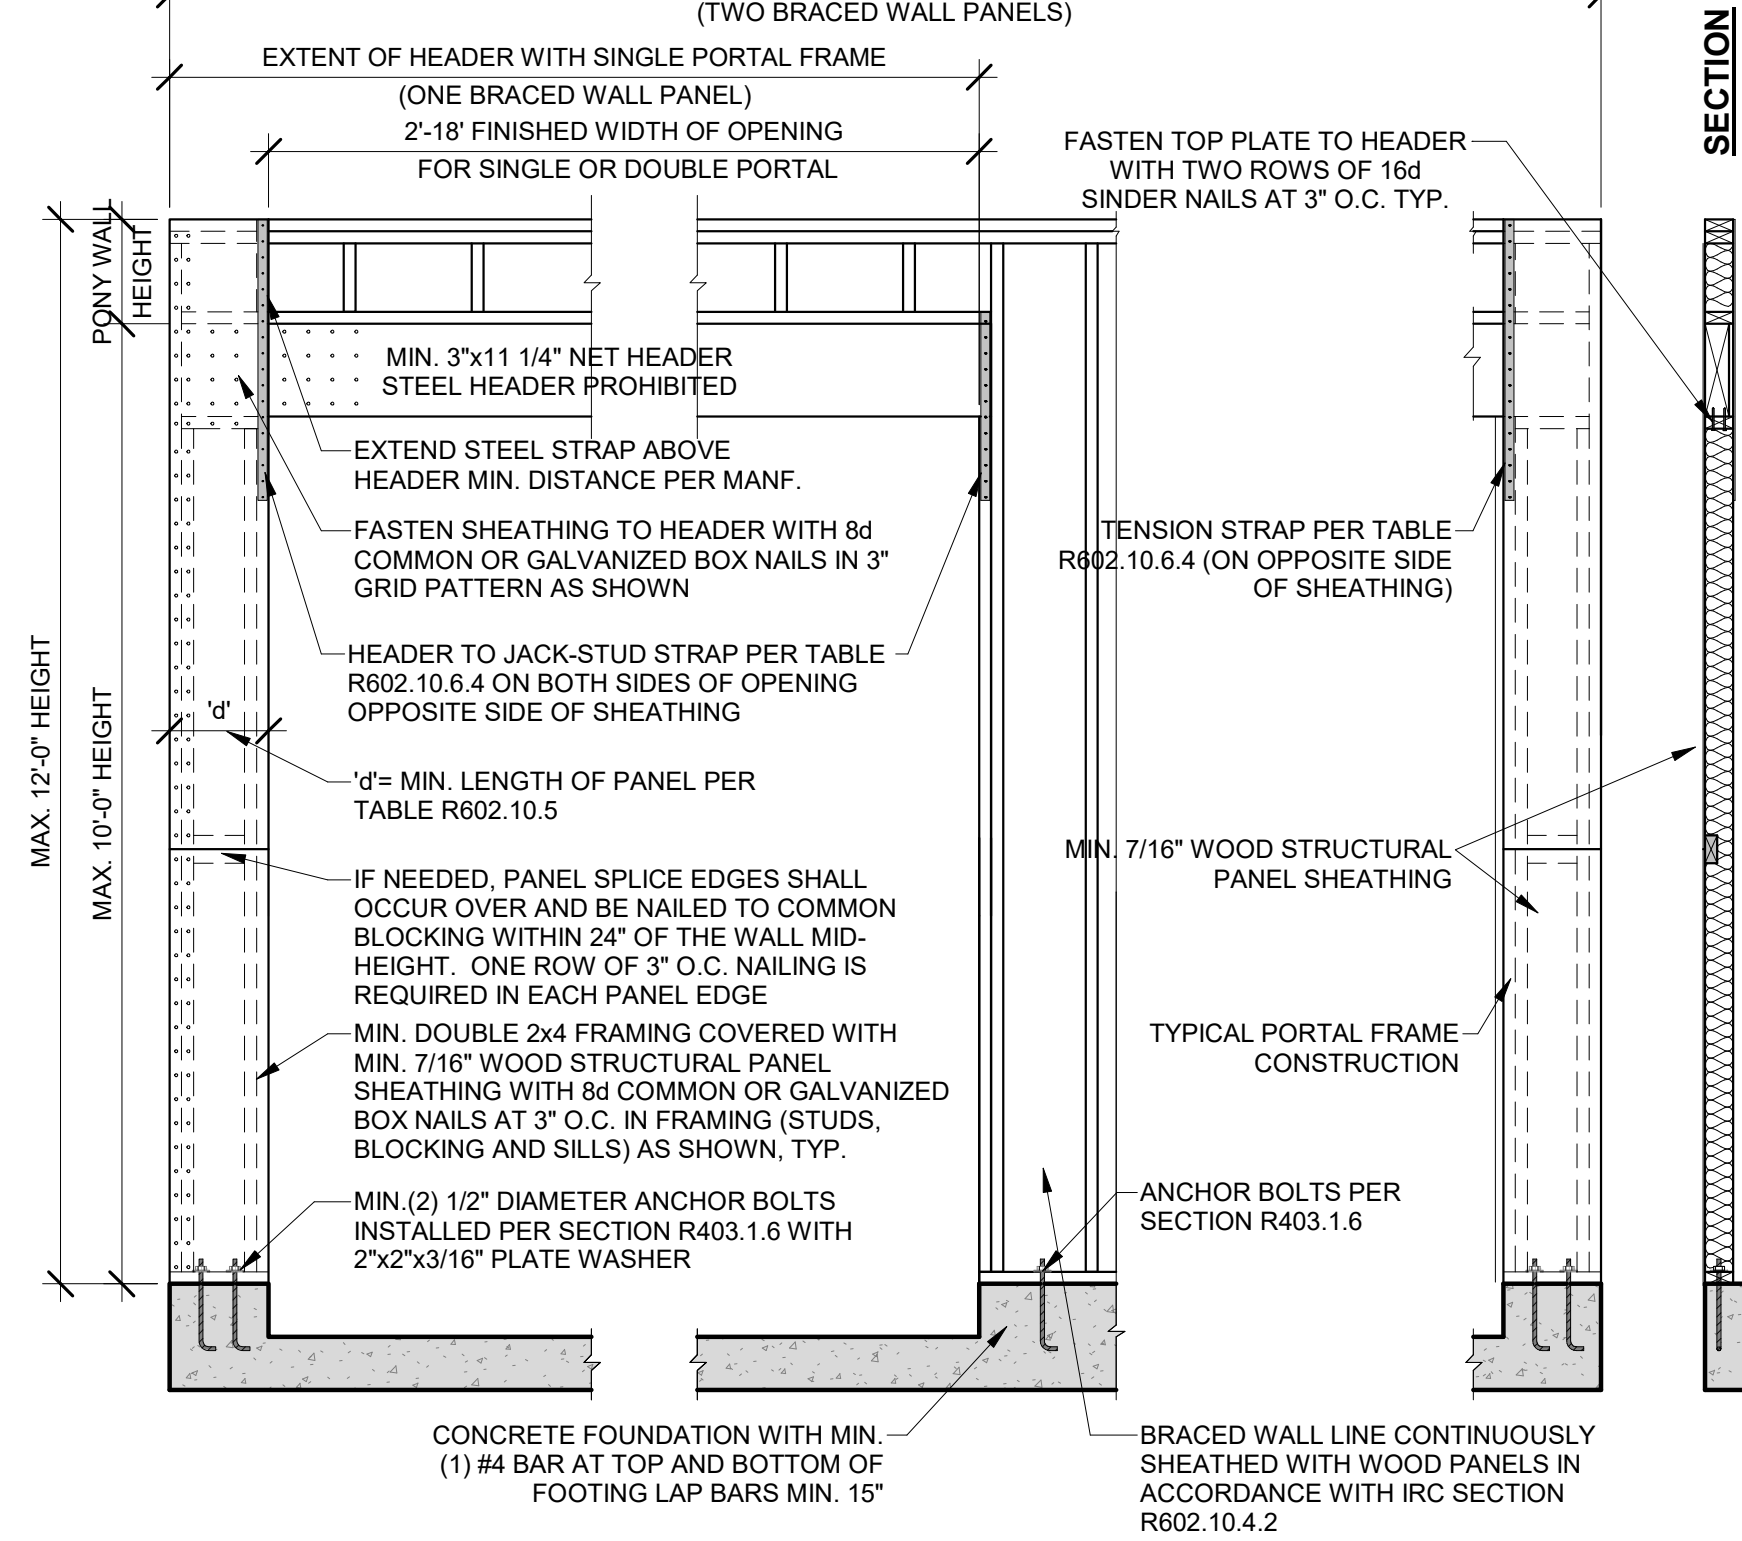 (TWO BRACED WALL PANELS)
EXTENT OF HEADER WITH SINGLE PORTAL FRAME
(ONE BRACED WALL PANEL)
2'-18' FINISHED WIDTH OF OPENING
FOR SINGLE OR DOUBLE PORTAL
FASTEN TOP PLATE TO HEADER
WITH TWO ROWS OF 16d
SINDER NAILS AT 3" O.C. TYP.
SECTION
PONY WALL
HEIGHT
MIN. 3"x11 1/4" NET HEADER
STEEL HEADER PROHIBITED
EXTEND STEEL STRAP ABOVE
HEADER MIN. DISTANCE PER MANF.
FASTEN SHEATHING TO HEADER WITH 8d
COMMON OR GALVANIZED BOX NAILS IN 3"
GRID PATTERN AS SHOWN
TENSION STRAP PER TABLE
R602.10.6.4 (ON OPPOSITE SIDE
OF SHEATHING)
HEADER TO JACK-STUD STRAP PER TABLE
R602.10.6.4 ON BOTH SIDES OF OPENING
OPPOSITE SIDE OF SHEATHING
MAX. 12'-0" HEIGHT
MAX. 10'-0" HEIGHT
'd'
'd'= MIN. LENGTH OF PANEL PER
TABLE R602.10.5
MIN. 7/16" WOOD STRUCTURAL
PANEL SHEATHING
IF NEEDED, PANEL SPLICE EDGES SHALL
OCCUR OVER AND BE NAILED TO COMMON
BLOCKING WITHIN 24" OF THE WALL MID-
HEIGHT. ONE ROW OF 3" O.C. NAILING IS
REQUIRED IN EACH PANEL EDGE
MIN. DOUBLE 2x4 FRAMING COVERED WITH
MIN. 7/16" WOOD STRUCTURAL PANEL
SHEATHING WITH 8d COMMON OR GALVANIZED
BOX NAILS AT 3" O.C. IN FRAMING (STUDS,
BLOCKING AND SILLS) AS SHOWN, TYP.
TYPICAL PORTAL FRAME
CONSTRUCTION
MIN.(2) 1/2" DIAMETER ANCHOR BOLTS
INSTALLED PER SECTION R403.1.6 WITH
2"x2"x3/16" PLATE WASHER
ANCHOR BOLTS PER
SECTION R403.1.6
CONCRETE FOUNDATION WITH MIN.
(1) #4 BAR AT TOP AND BOTTOM OF
FOOTING LAP BARS MIN. 15"
BRACED WALL LINE CONTINUOUSLY
SHEATHED WITH WOOD PANELS IN
ACCORDANCE WITH IRC SECTION
R602.10.4.2